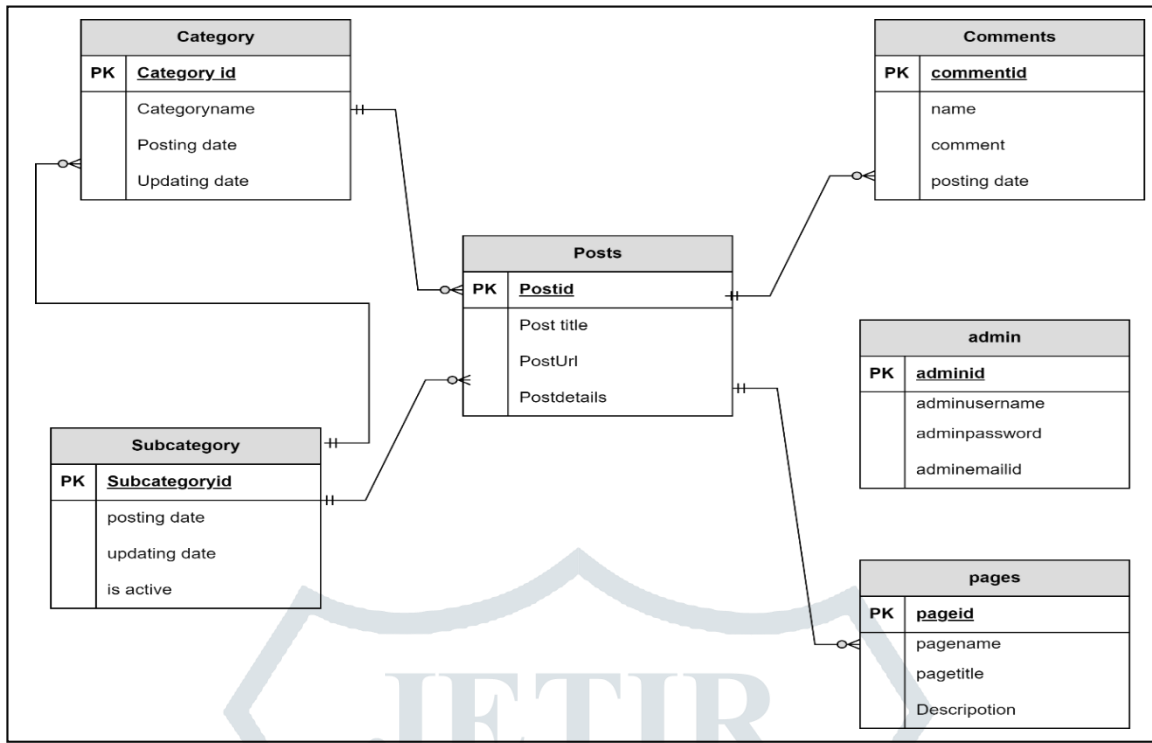 Category
PK Category id
Categoryname
Posting date
Updating date
Comments
PK commentid
name
comment
posting date
Posts
PK Postid
Post title
PostUrl
Postdetails
admin
PK adminid
adminusername
adminpassword
adminemailid
Subcategory
PK Subcategoryid
posting date
updating date
is active
pages
PK pageid
pagename
pagetitle
Descripotion
JETIR